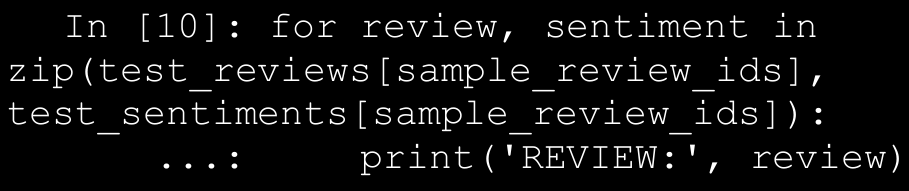 In [10]: for review, sentiment in
zip(test_reviews[sample_review_ids],
test_sentiments[sample_review_ids]):
...: print('REVIEW:', review)